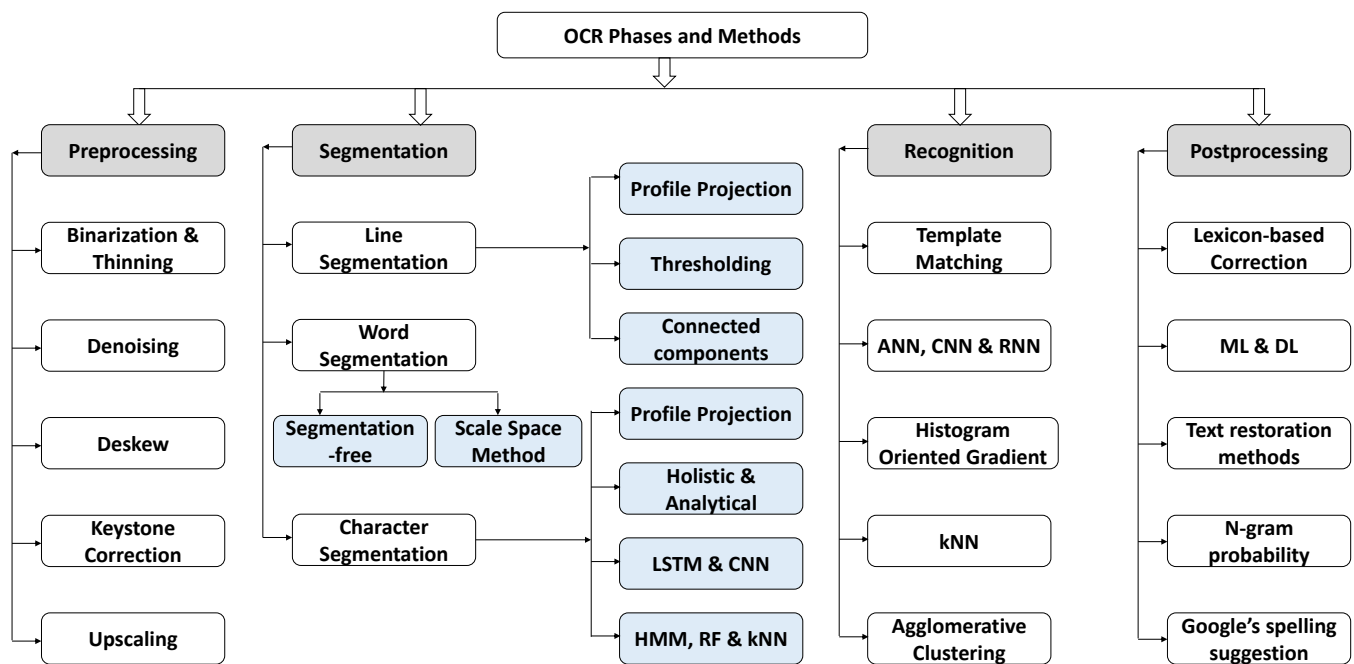 OCR Phases and Methods
Preprocessing
Binarization &
Thinning
Denoising
Deskew
Keystone
Correction
Upscaling
Segmentation
Line
Segmentation
Profile Projection
Thresholding
Connected
components
Word
Segmentation
Segmentation
-free
Scale Space
Method
Character
Segmentation
Profile Projection
Holistic &
Analytical
LSTM & CNN
HMM, RF & kNN
Recognition
Template
Matching
ANN, CNN & RNN
Histogram
Oriented Gradient
kNN
Agglomerative
Clustering
Postprocessing
Lexicon-based
Correction
ML & DL
Text restoration
methods
N-gram
probability
Google’s spelling
suggestion